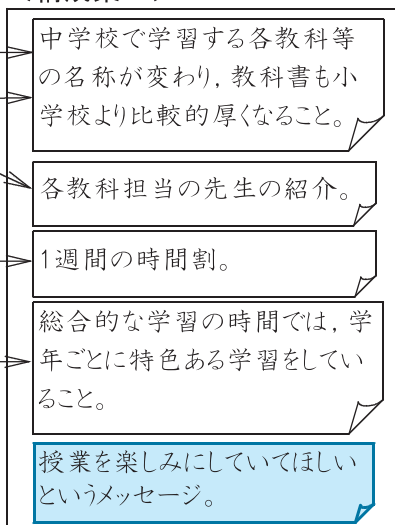 中学校で学習する各教科等
の名称が変わり，教科書も小
学校より比較的厚くなること。
各教科担当の先生の紹介。
1週間の時間割。
総合的な学習の時間では，学
年ごとに特色ある学習をしてい
ること。
授業を楽しみにしていてほしい
というメッセージ。